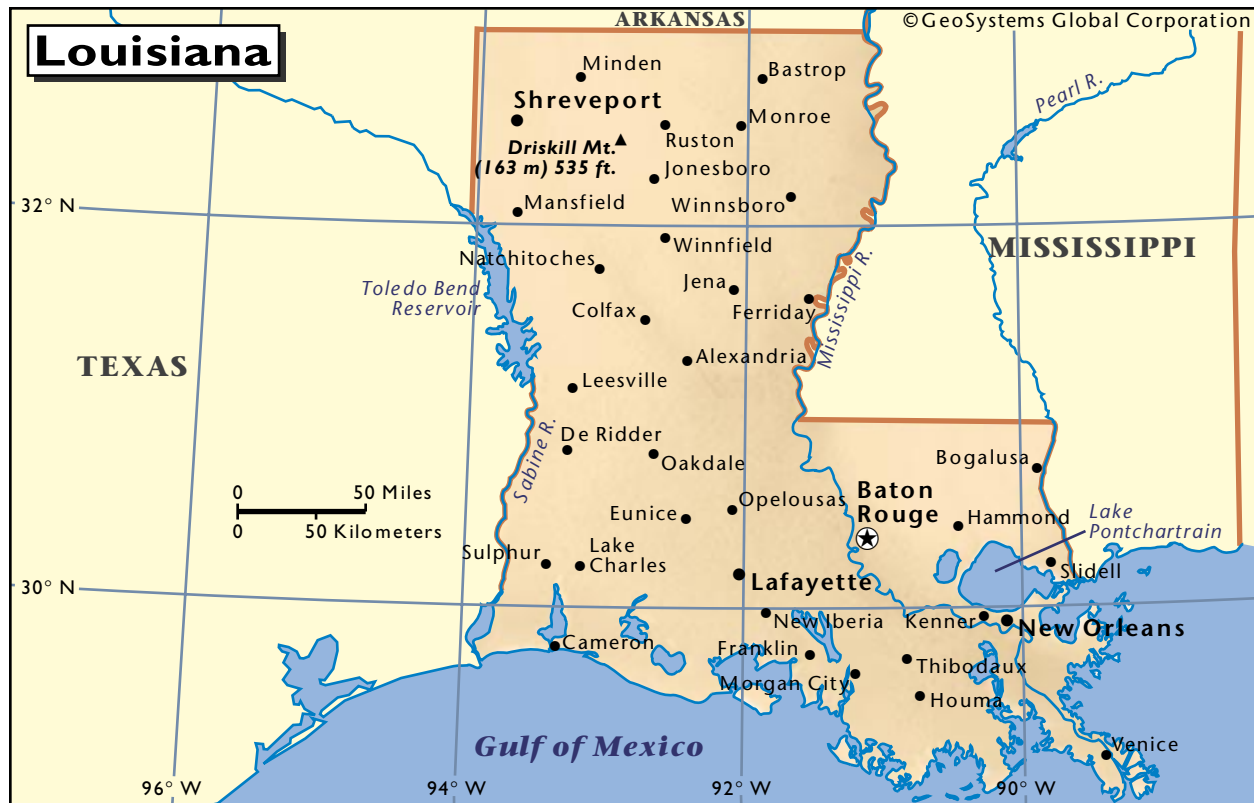 ARKANSAS
©GeoSystems Global Corporation
Louisiana
Minden
Bastrop
Pearl R.
Shreveport
Monroe
Ruston
Driskill Mt.
(163 m) 535 ft.
Jonesboro
32° N
Mansfield
Winnsboro
Winnfield
MISSISSIPPI
Natchitoches
Jena
Toledo Bend
Reservoir
Colfax
Ferriday
Mississippi R.
TEXAS
Alexandria
Leesville
De Ridder
Sabine R.
Oakdale
Bogalusa
0 50 Miles
0 50 Kilometers
Opelousas
Eunice
Baton
Rouge
Hammond
Lake
Pontchartrain
Sulphur
Lake
Charles
Slidell
Lafayette
30° N
New Iberia
Kenner
New Orleans
Cameron
Franklin
Thibodaux
Morgan City
Houma
Gulf of Mexico
Venice
96° W
94° W
92° W
90° W